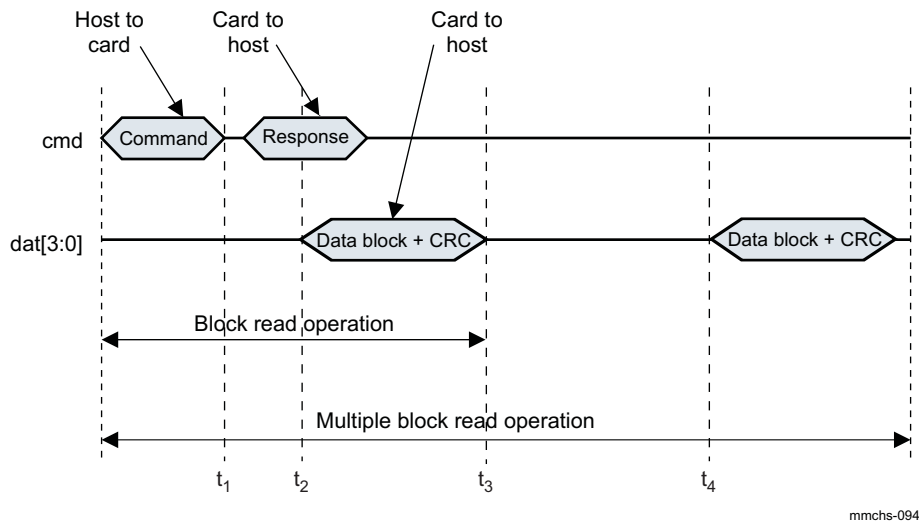 Host to
card
Card to
host
Card to
host
cmd
Command
Response
dat[3:0]
Data block + CRC
Data block + CRC
Block read operation
Multiple block read operation
t1
t2
t3
t4
mmchs-094